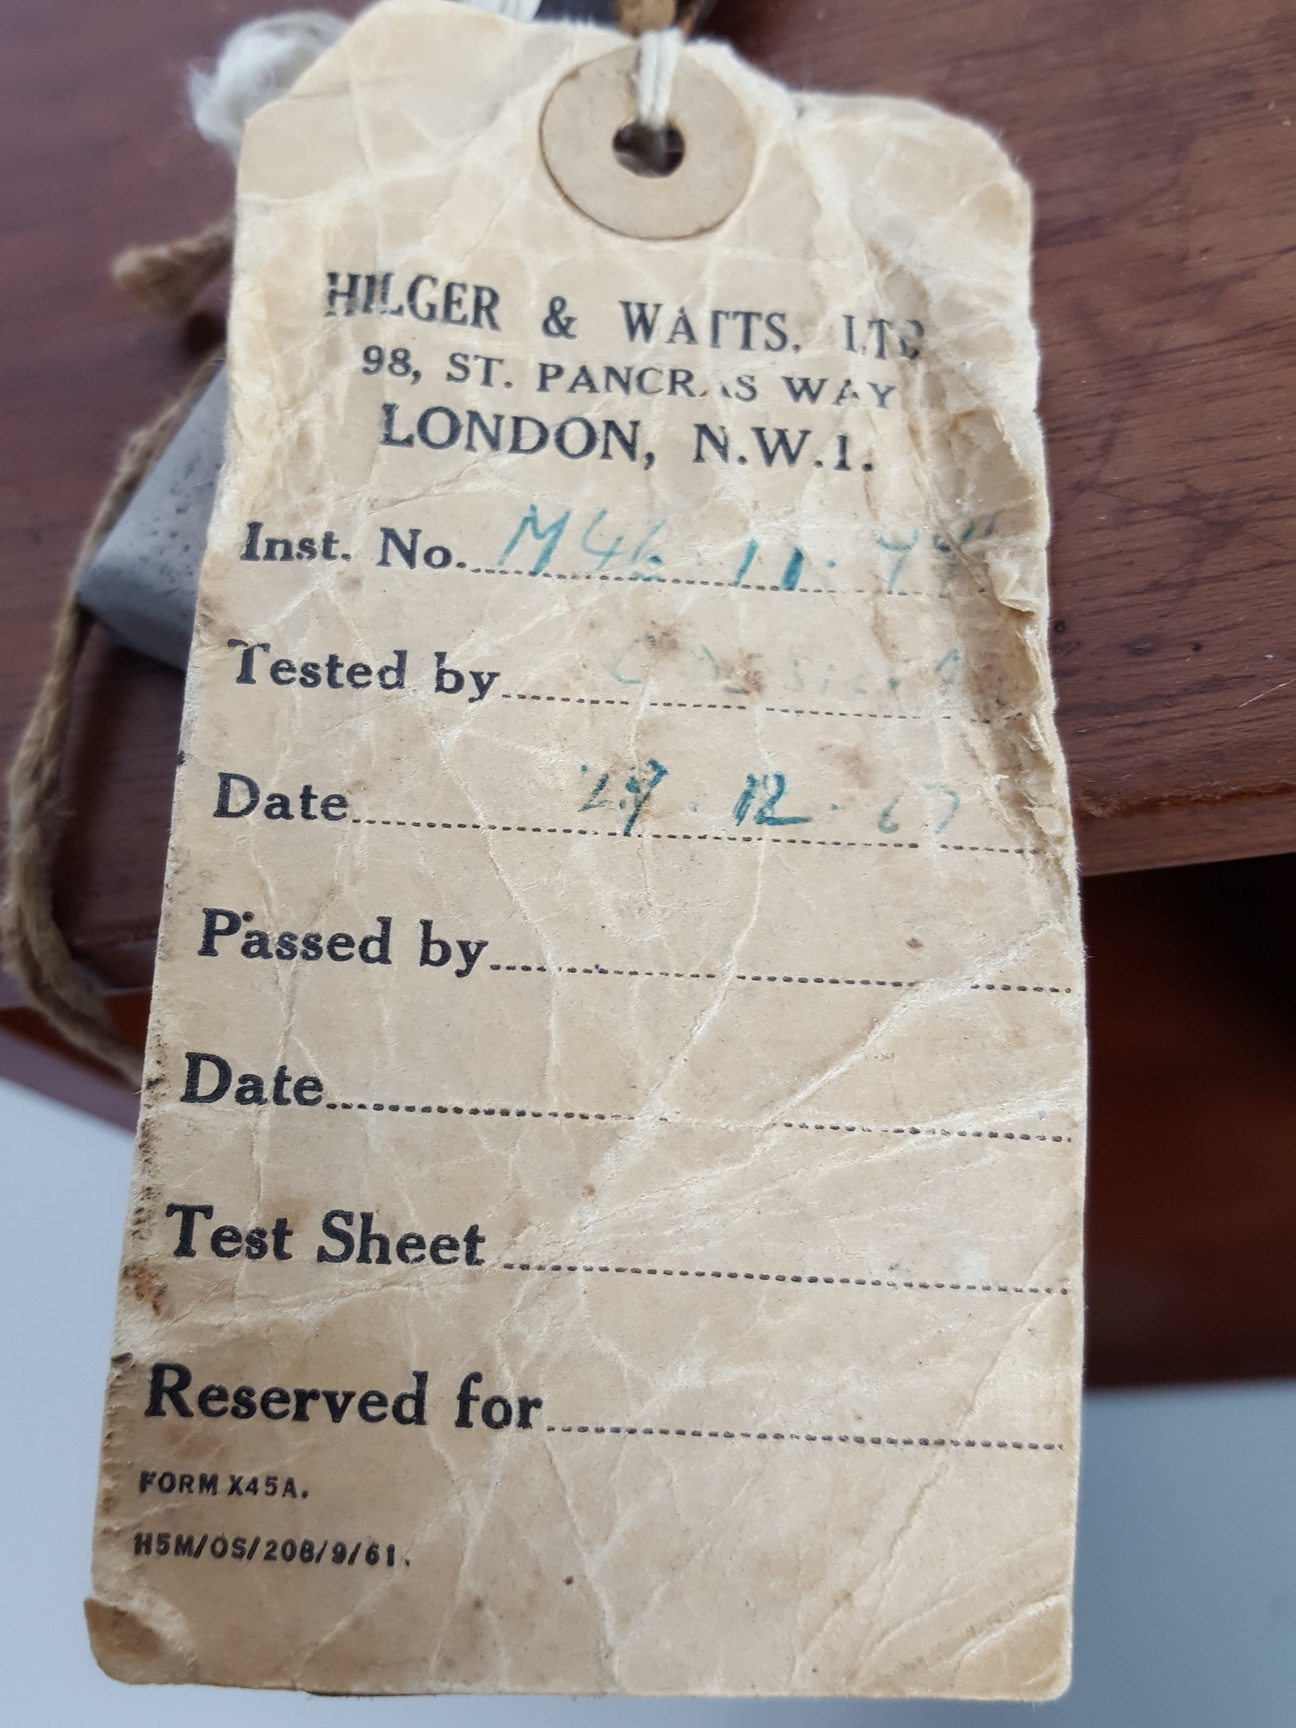 HILGER & WATTS. LTD
98, ST. PANCRAS WAY
LONDON, N.W.1.
Inst. No.
Tested by
Date 12
Passed by
Date
Test Sheet
Reserved for
FORM X45A.
H5M/OS/208/9/61.